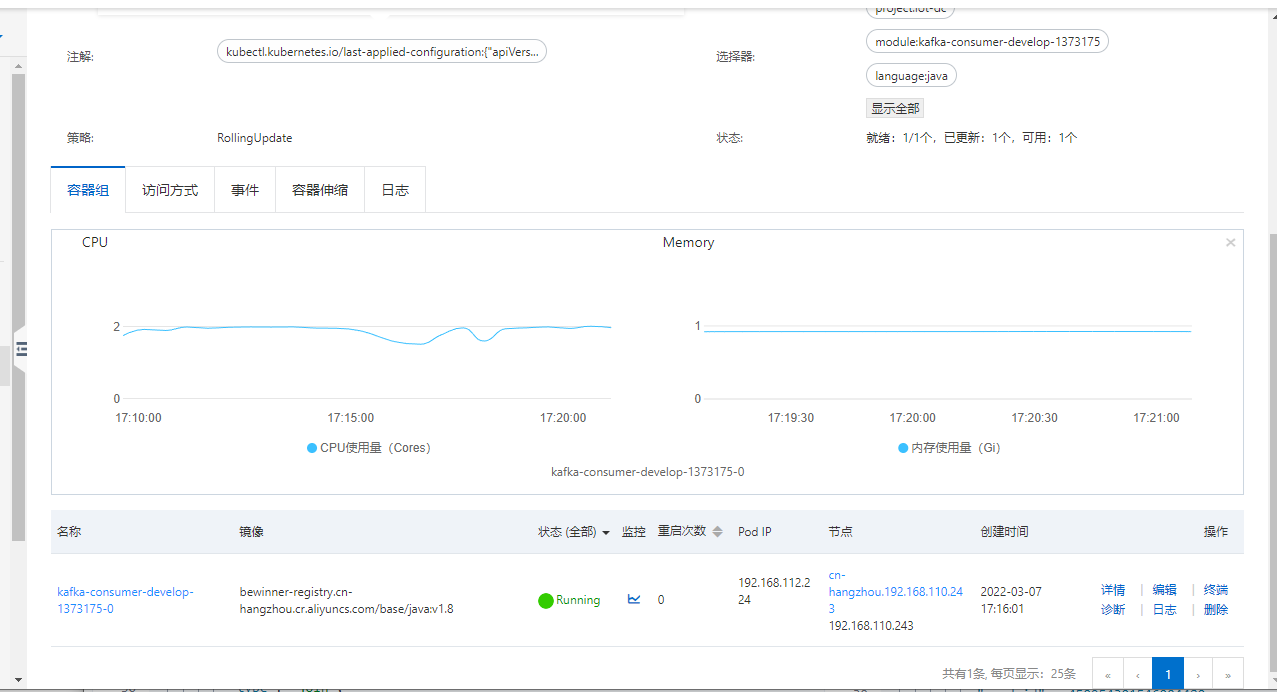 project:iot-dc
注解:
kubectl.kubernetes.io/last-applied-configuration:{"apiVers...
选择器:
module:kafka-consumer-develop-1373175
language:java
显示全部
策略:
RollingUpdate
状态:
就绪：1/1个，已更新：1个，可用：1个
容器组
访问方式
事件
容器伸缩
日志
CPU
2
0
17:10:00
17:15:00
17:20:00
CPU使用量（Cores）
Memory
1
0
17:19:30
17:20:00
17:20:30
17:21:00
内存使用量（Gi）
kafka-consumer-develop-1373175-0
名称
镜像
状态 (全部)
监控
重启次数
Pod IP
节点
创建时间
操作
kafka-consumer-develop-
1373175-0
bewinner-registry.cn-
hangzhou.cr.aliyuncs.com/base/java:v1.8
Running
0
192.168.112.2
24
cn-
hangzhou.192.168.110.24
3
192.168.110.243
2022-03-07
17:16:01
详情 | 编辑 | 终端
诊断 | 日志 | 删除
共有1条, 每页显示：25条
« ‹ 1 › »